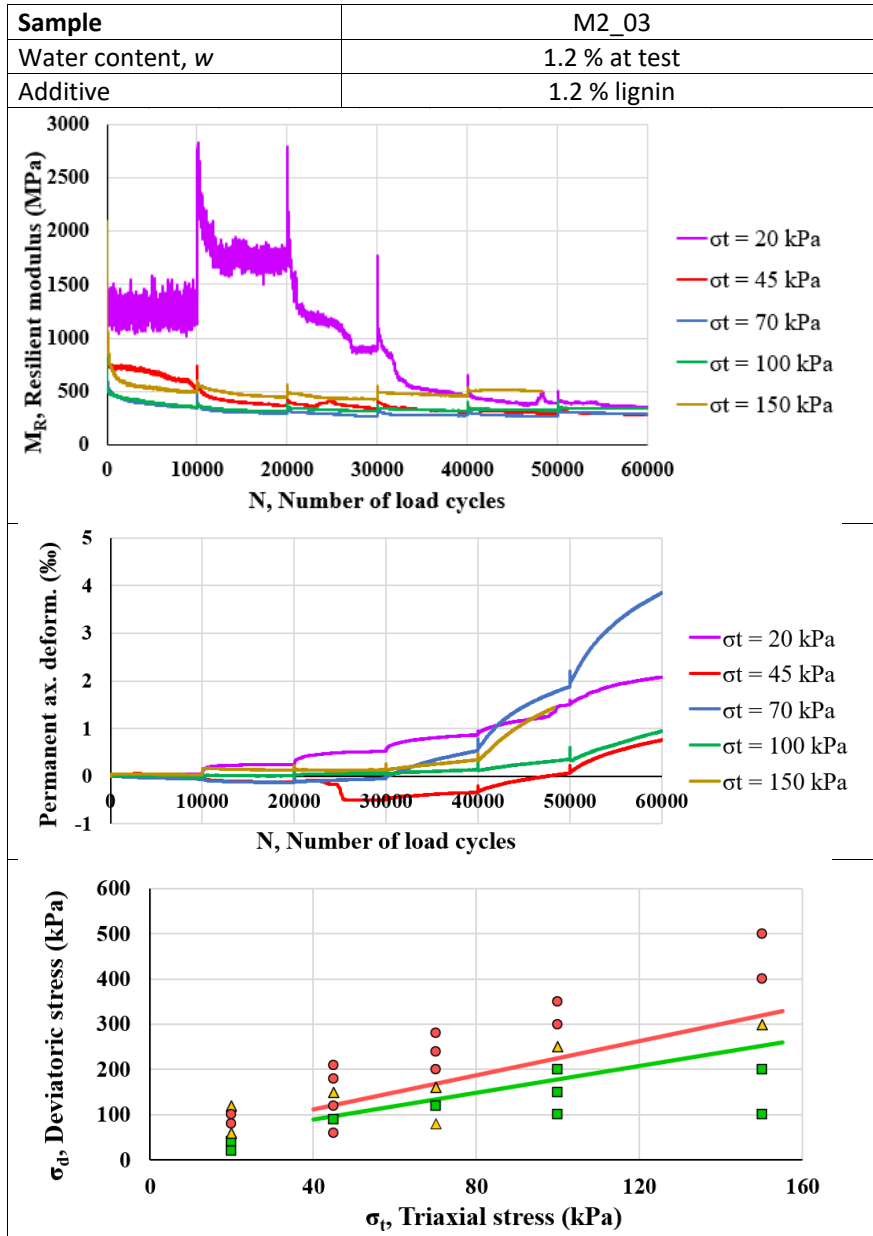 Sample M2_03
Water content, w 1.2 % at test
Additive 1.2 % lignin
MR, Resilient modulus (MPa)
3000
2500
2000
1500
1000
500
0
0 10000 20000 30000 40000 50000 60000
N, Number of load cycles
σt = 20 kPa
σt = 45 kPa
σt = 70 kPa
σt = 100 kPa
σt = 150 kPa
Permanent ax. deform. (‰)
5
4
3
2
1
0
-1
0 10000 20000 30000 40000 50000 60000
N, Number of load cycles
σt = 20 kPa
σt = 45 kPa
σt = 70 kPa
σt = 100 kPa
σt = 150 kPa
σd, Deviatoric stress (kPa)
600
500
400
300
200
100
0
0 40 80 120 160
σt, Triaxial stress (kPa)